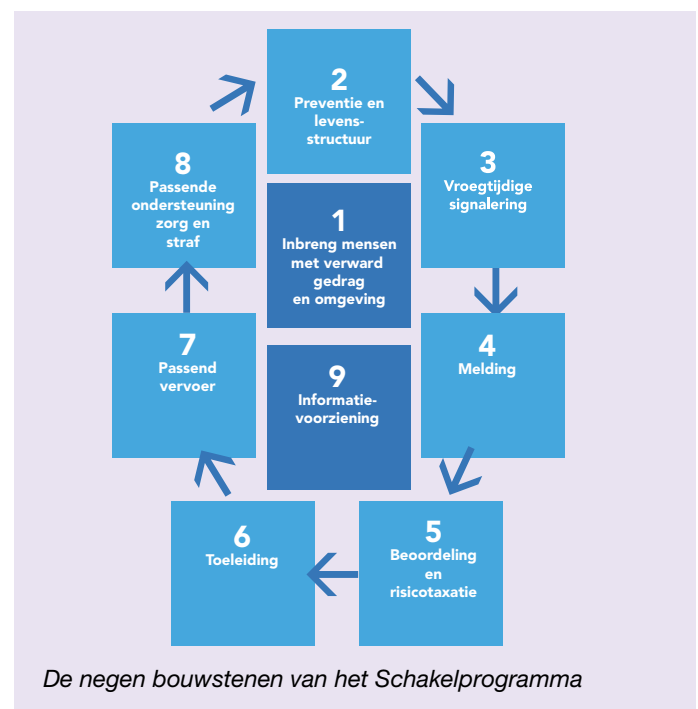 2
Preventie en
levens-
structuur
8
Passende
ondersteuning
zorg en
straf
3
Vroegtijdige
signalering
1
Inbreng mensen
met verward
gedrag
en omgeving
7
Passend
vervoer
4
Melding
9
Informatie-
voorziening
6
Toeleiding
5
Beoordeling
en
risicotaxatie
De negen bouwstenen van het Schakelprogramma